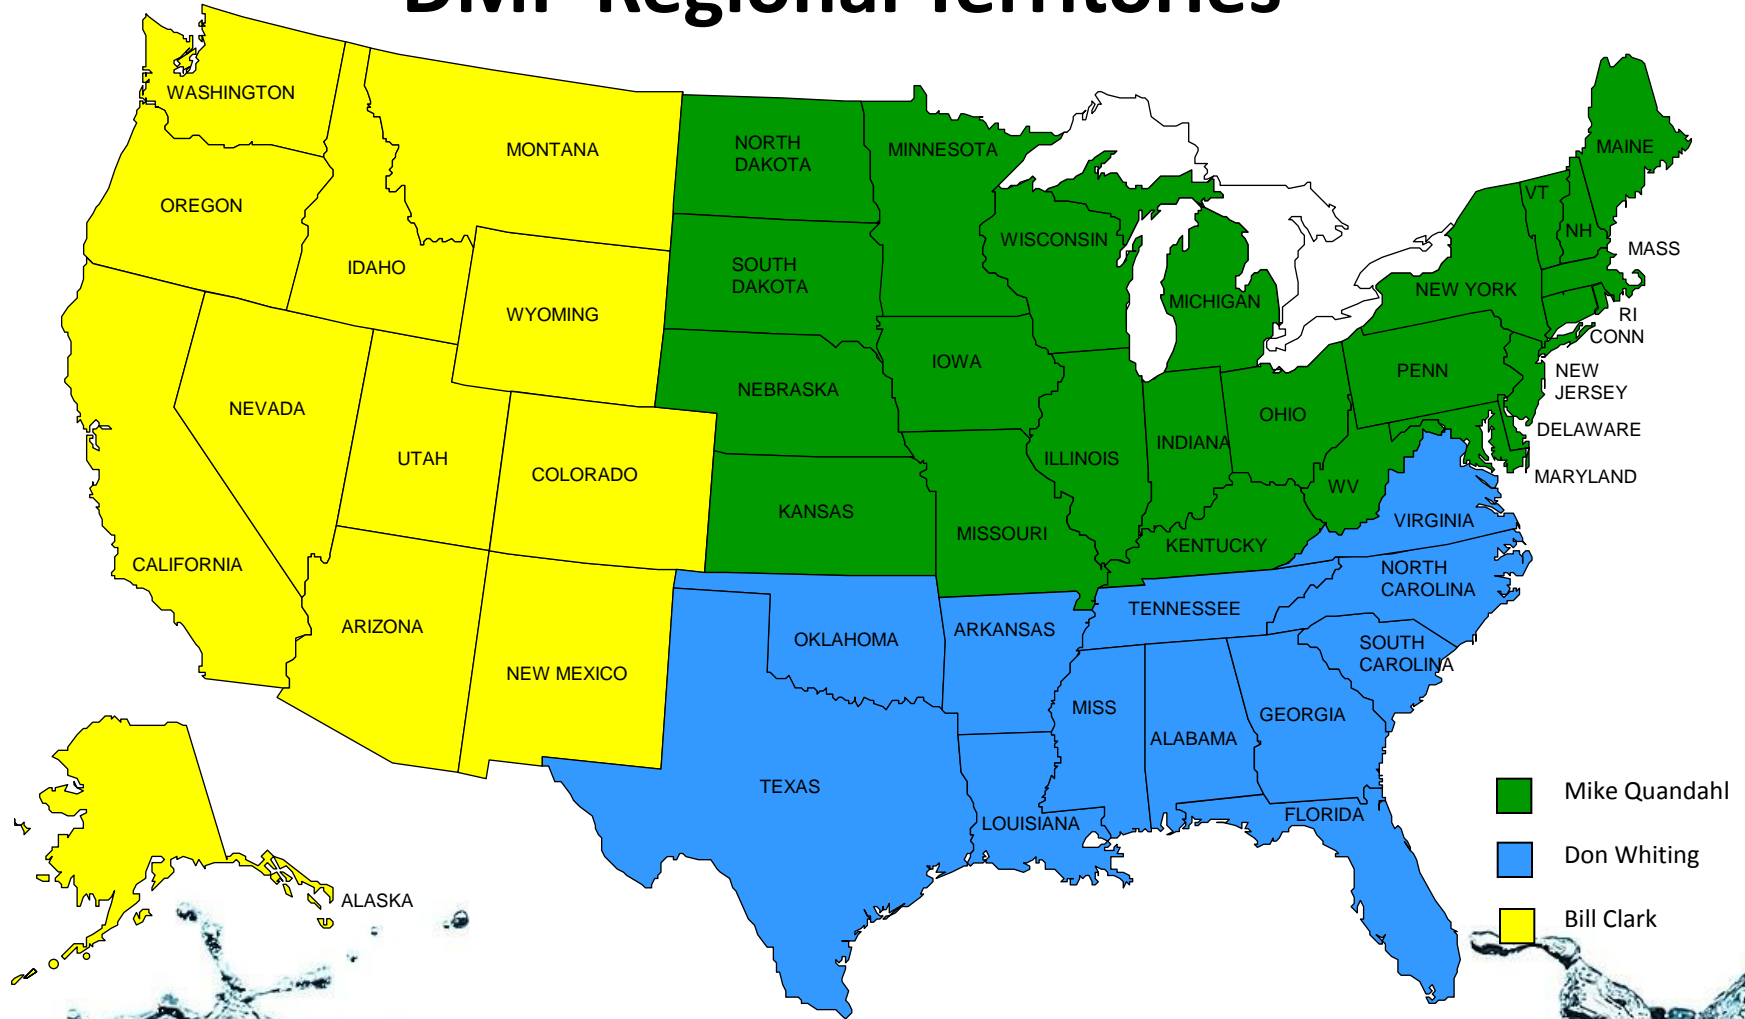 DMP Regional Territories
WASHINGTON
MONTANA
NORTH
DAKOTA
MINNESOTA
MAINE
VT
OREGON
NH
WISCONSIN
MASS
IDAHO
SOUTH
DAKOTA
NEW YORK
MICHIGAN
WYOMING
RI
CONN
IOWA
PENN
NEW
JERSEY
NEBRASKA
NEVADA
OHIO
DELAWARE
INDIANA
UTAH
ILLINOIS
COLORADO
MARYLAND
WV
KANSAS
VIRGINIA
MISSOURI
KENTUCKY
CALIFORNIA
NORTH
CAROLINA
TENNESSEE
ARIZONA
ARKANSAS
OKLAHOMA
SOUTH
CAROLINA
NEW MEXICO
MISS
GEORGIA
ALABAMA
TEXAS
LOUISIANA
FLORIDA
ALASKA
Mike Quandahl
Don Whiting
Bill Clark